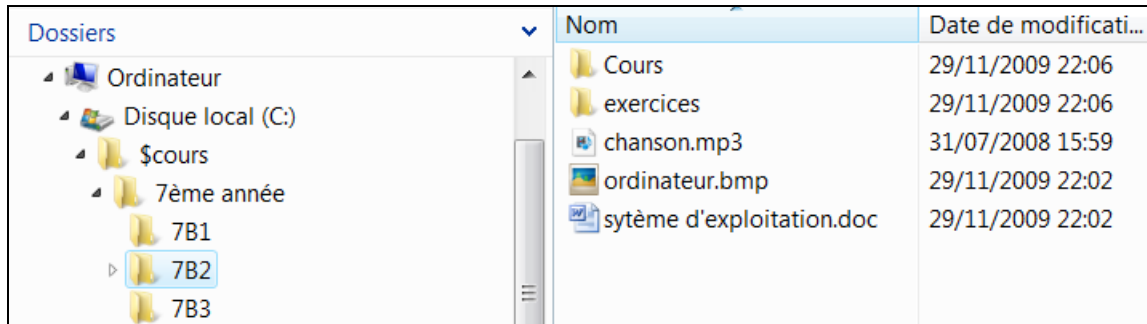 Dossiers
Ordinateur
Disque local (C:)
$cours
7ème année
7B1
7B2
7B3
Nom Date de modificati...
Cours 29/11/2009 22:06
exercices 29/11/2009 22:06
chanson.mp3 31/07/2008 15:59
ordinateur.bmp 29/11/2009 22:02
sytème d'exploitation.doc 29/11/2009 22:02